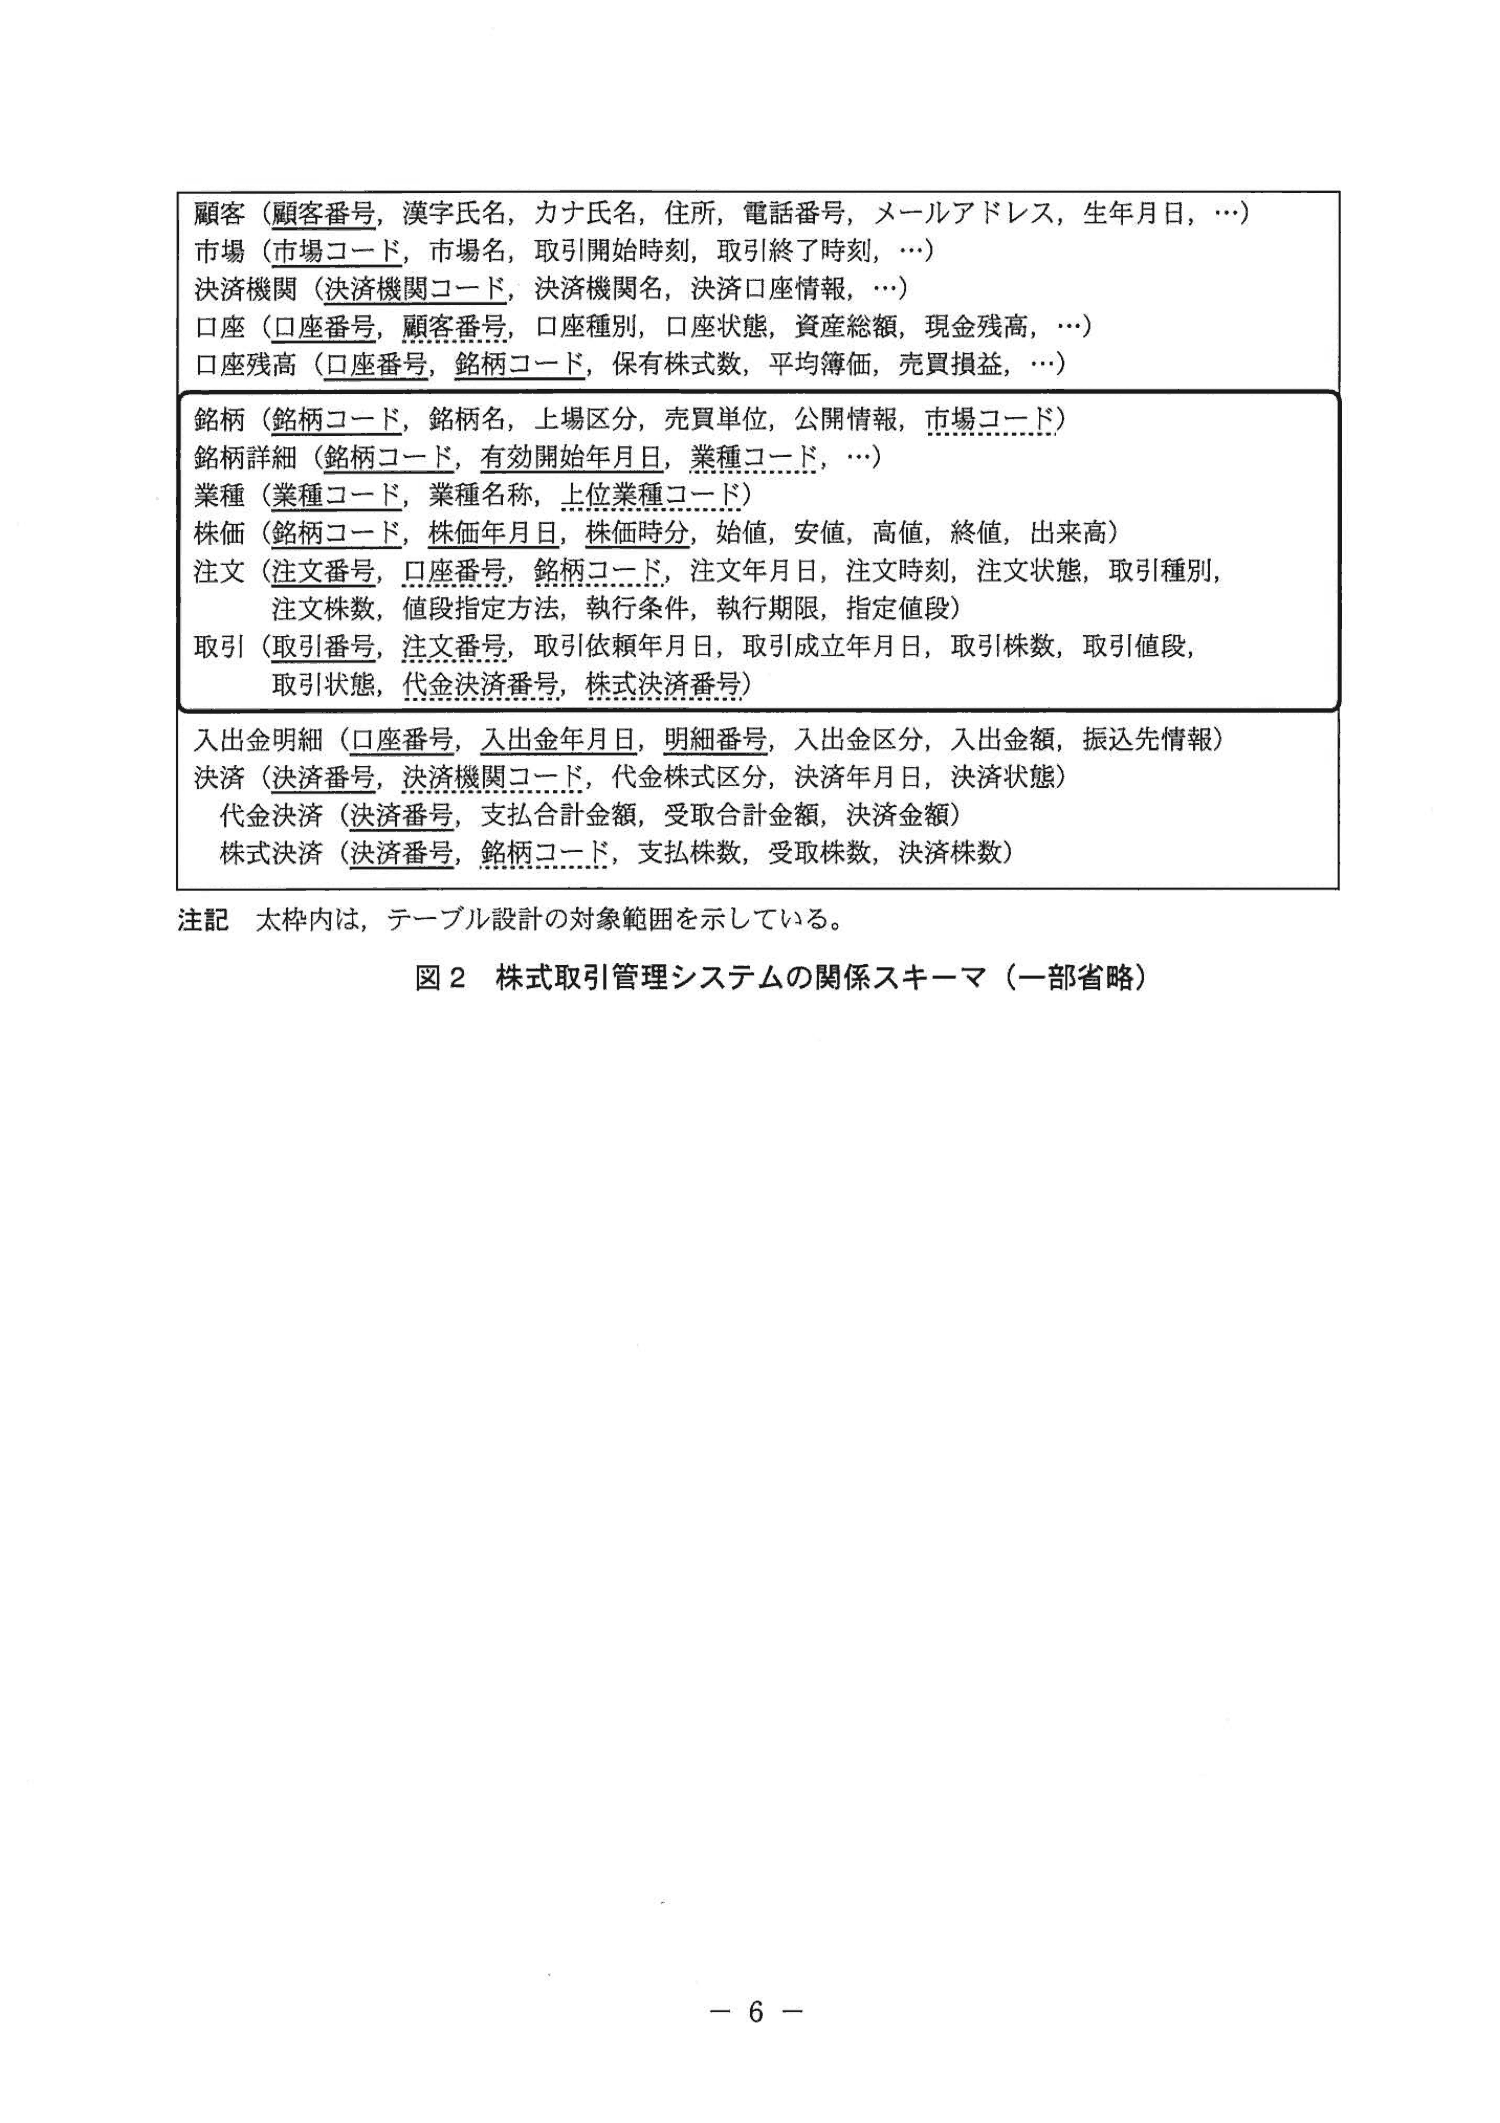 顧客（顧客番号，漢字氏名，カナ氏名，住所，電話番号，メールアドレス，生年月日，…）
市場（市場コード，市場名，取引開始時刻，取引終了時刻，…）
決済機関（決済機関コード，決済機関名，決済口座情報，…）
口座（口座番号，顧客番号，口座種別，口座状態，資産総額，現金残高，…）
口座残高（口座番号，銘柄コード，保有株式数，平均簿価，売買損益，…）
銘柄（銘柄コード，銘柄名，上場区分，売買単位，公開情報，市場コード）
銘柄詳細（銘柄コード，有効開始年月日，業種コード，…）
業種（業種コード，業種名称，上位業種コード）
株価（銘柄コード，株価年月日，株価時分，始値，安値，高値，終値，出来高）
注文（注文番号，口座番号，銘柄コード，注文年月日，注文時刻，注文状態，取引種別，
注文株数，値段指定方法，執行条件，執行期限，指定値段）
取引（取引番号，注文番号，取引依頼年月日，取引成立年月日，取引株数，取引値段，
取引状態，代金決済番号，株式決済番号）
入出金明細（口座番号，入出金年月日，明細番号，入出金区分，入出金額，振込先情報）
決済（決済番号，決済機関コード，代金株式区分，決済年月日，決済状態）
代金決済（決済番号，支払合計金額，受取合計金額，決済金額）
株式決済（決済番号，銘柄コード，支払株数，受取株数，決済株数）
注記　太枠内は，テーブル設計の対象範囲を示している。
図２　株式取引管理システムの関係スキーマ（一部省略）
－ 6 －